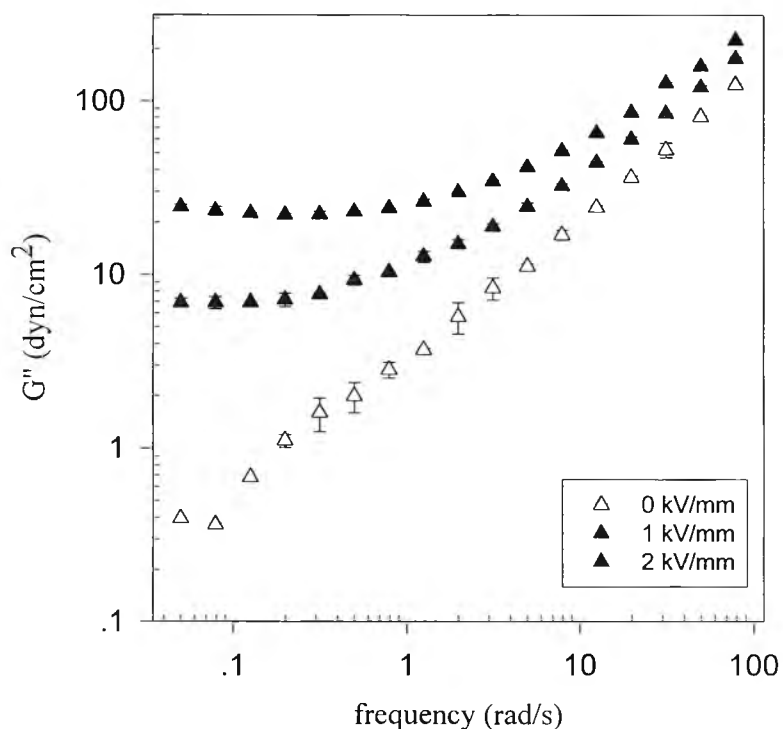 100
10
1
.1
G" (dyn/cm²)
.1 1 10 100
frequency (rad/s)
0 kV/mm
1 kV/mm
2 kV/mm